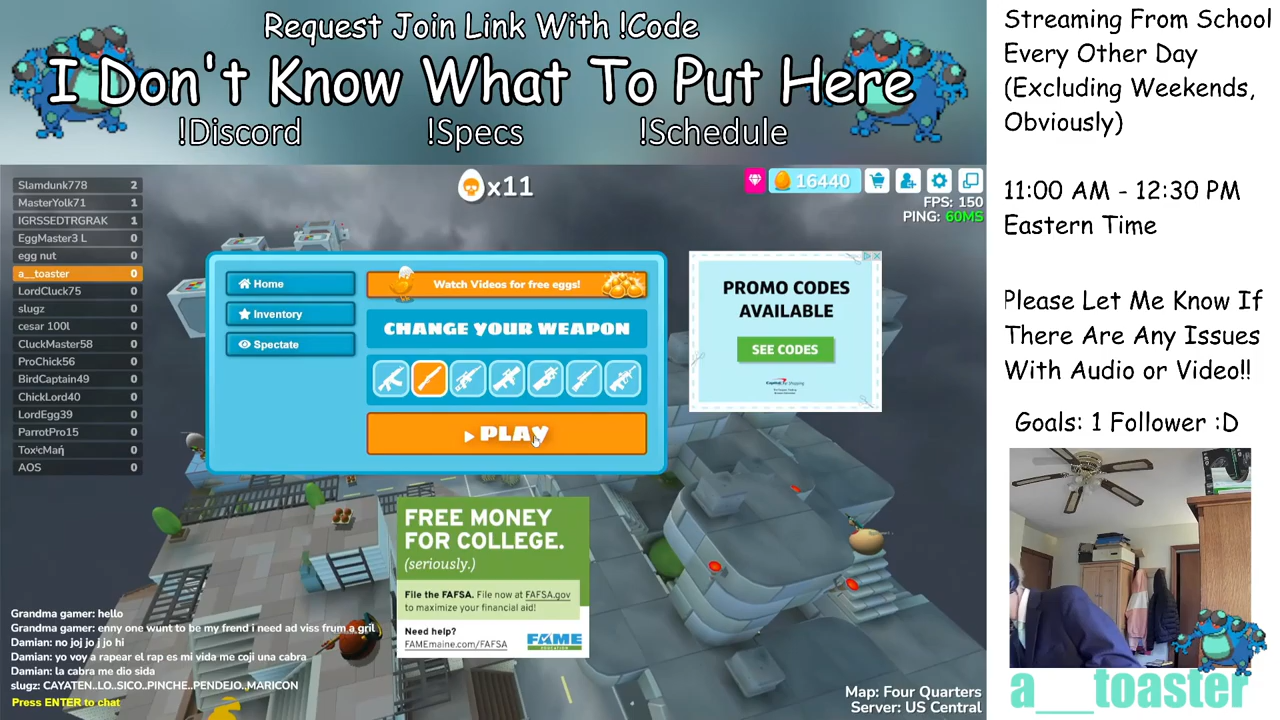 Request Join Link With !Code
I Don't Know What To Put Here
!Discord
!Specs
!Schedule
Streaming From School
Every Other Day
(Excluding Weekends,
Obviously)
11:00 AM - 12:30 PM
Eastern Time
Please Let Me Know If
There Are Any Issues
With Audio or Video!!
Goals: 1 Follower :D
a__toaster
Slamdunk778 2
MasterYolk71 1
IGRSSEDTRGRAK 1
EggMaster3 L 0
egg nut 0
a__toaster 0
LordCluck75 0
slugz 0
cesar 100l 0
CluckMaster58 0
ProChick56 0
BirdCaptain49 0
ChickLord40 0
LordEgg39 0
ParrotPro15 0
0
AOS 0
x11
16440
FPS: 150
PING: 60MS
Home
Inventory
Spectate
Watch Videos for free eggs!
CHANGE YOUR WEAPON
PLAY
PROMO CODES
AVAILABLE
SEE CODES
FREE MONEY
FOR COLLEGE.
(seriously.)
File the FAFSA. File now at FAFSA.gov
to maximize your financial aid!
Need help?
FAMEmaine.com/FAFSA
FAME
EDUCATION
Grandma gamer: hello
Grandma gamer: enny one wunt to be my frend i need ad viss frum a gril
Damian: no joj jo j jo hi
Damian: yo voy a rapear el rap es mi vida me coji una cabra
Damian: la cabra me dio sida
slugz: CAYATEN..LO..SICO..PINCHE..PENDEJO..MARICON
Press ENTER to chat
Map: Four Quarters
Server: US Central